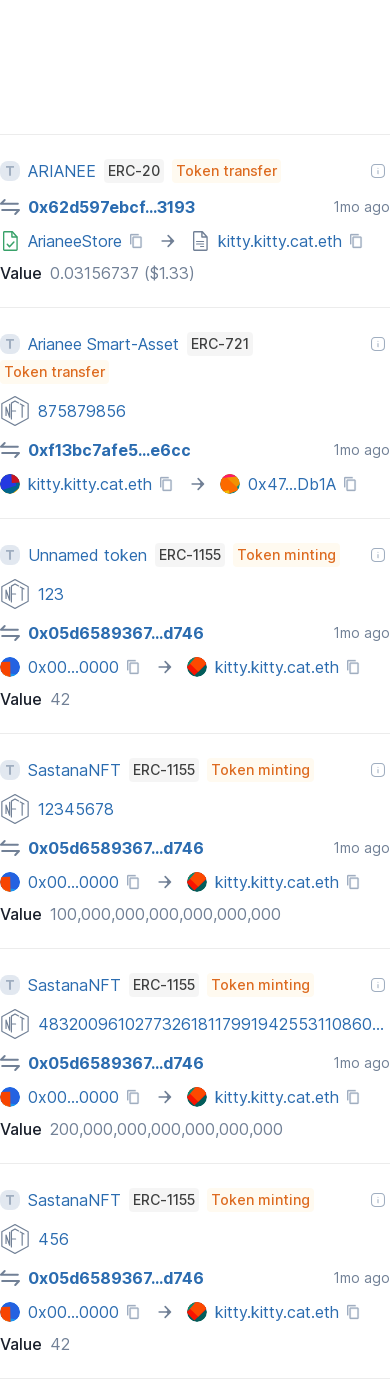 T ARIANEE ERC-20 Token transfer
0x62d597ebcf...3193 1mo ago
ArianeeStore → kitty.kitty.cat.eth
Value 0.03156737 ($1.33)
T Arianee Smart-Asset ERC-721
Token transfer
NFT 875879856
0xf13bc7afe5...e6cc 1mo ago
kitty.kitty.cat.eth → 0x47...Db1A
T Unnamed token ERC-1155 Token minting
NFT 123
0x05d6589367...d746 1mo ago
0x00...0000 → kitty.kitty.cat.eth
Value 42
T SastanaNFT ERC-1155 Token minting
NFT 12345678
0x05d6589367...d746 1mo ago
0x00...0000 → kitty.kitty.cat.eth
Value 100,000,000,000,000,000,000
T SastanaNFT ERC-1155 Token minting
NFT 48320096102773261811799194255311086​0...
0x05d6589367...d746 1mo ago
0x00...0000 → kitty.kitty.cat.eth
Value 200,000,000,000,000,000,000
T SastanaNFT ERC-1155 Token minting
NFT 456
0x05d6589367...d746 1mo ago
0x00...0000 → kitty.kitty.cat.eth
Value 42